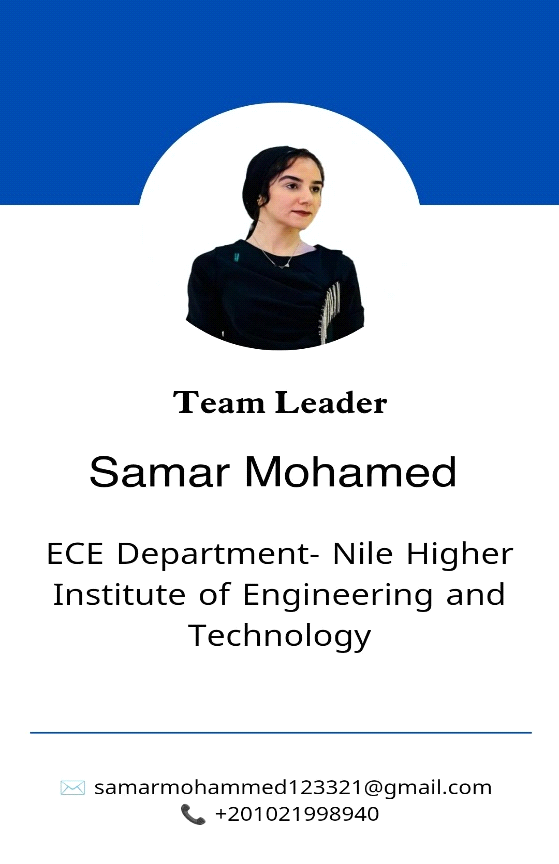 Team Leader
Samar Mohamed
ECE Department- Nile Higher
Institute of Engineering and
Technology
✉️ samarmohammed123321@gmail.com
📞 +201021998940